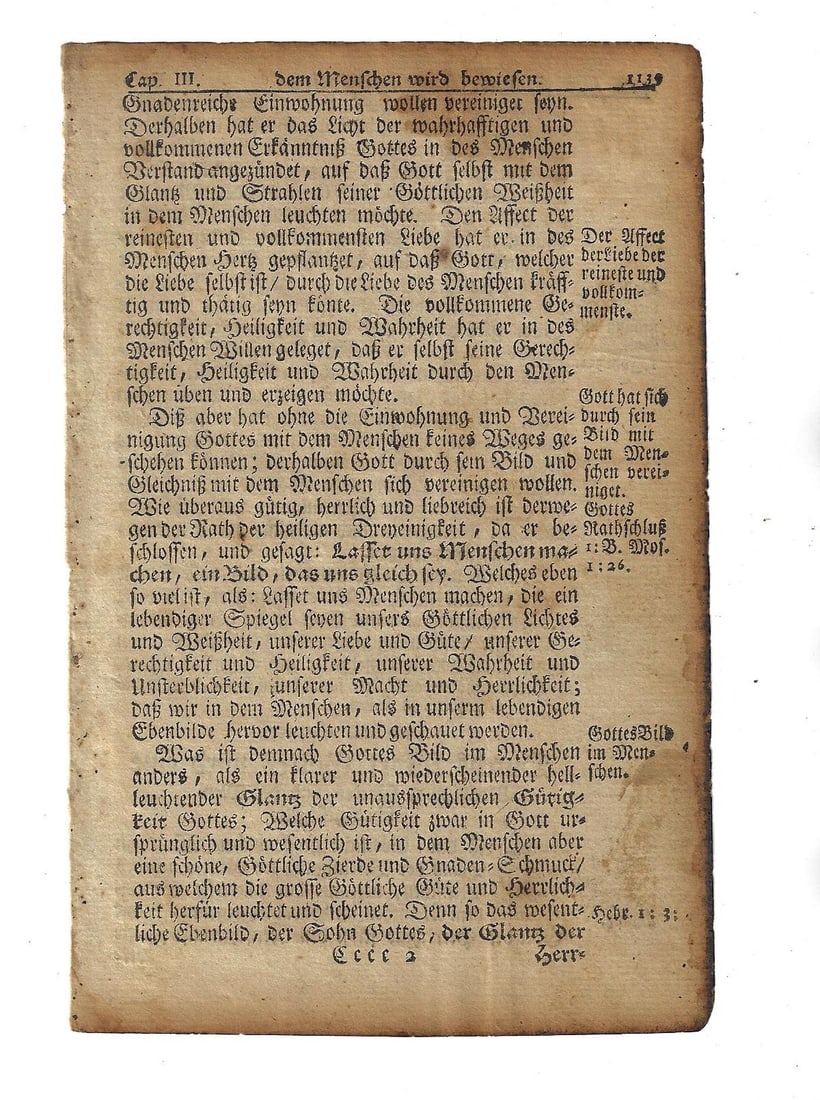 Cap. III. dem Menschen wird bewiesen. 1139
Gnadenreiche Einwohnung wollen vereiniget seyn.
Derhalben hat er das Licht der wahrhafftigen und
vollkommenen Erkänntniß Gottes in des Menschen
Verstand angezündet, auf daß Gott selbst mit dem
Glantz und Strahlen seiner Göttlichen Weißheit
in dem Menschen leuchten möchte. Den Affect der
reinesten und vollkommensten Liebe hat er in des
Menschen Hertz gepflantzet, auf daß Gott, welcher
die Liebe selbst ist/ durch die Liebe des Menschen kräff-
tig und thätig seyn könte. Die vollkommene Ge-
rechtigkeit, Heiligkeit und Wahrheit hat er in des
Menschen Willen geleget, daß er selbst seine Gerech-
tigkeit, Heiligkeit und Wahrheit durch den Men-
schen üben und erzeigen möchte.
Der Affect
der Liebe der
reineste und
vollkom-
menste.
Diß aber hat ohne die Einwohnung und Verei-
nigung Gottes mit dem Menschen keines Weges ge-
schehen können; derhalben Gott durch sein Bild und
Gleichniß mit dem Menschen sich vereinigen wollen.
Wie überaus gütig, herrlich und liebreich ist derwe-
gen der Rath der heiligen Dreyeinigkeit, da er be-
schlossen, und gesagt: Lasset uns Menschen ma-
chen, ein Bild, das uns gleich sey. Welches eben
so viel ist, als: Lasset uns Menschen machen, die ein
lebendiger Spiegel seyen unsers Göttlichen Lichtes
und Weißheit, unserer Liebe und Güte/ unserer Ge-
rechtigkeit und Heiligkeit, unserer Wahrheit und
Unsterblichkeit, unserer Macht und Herrlichkeit;
daß wir in dem Menschen, als in unserm lebendigen
Ebenbilde hervor leuchten und geschauet werden.
Gott hat sich
durch sein
Bild mit
dem Men-
schen verei-
niget.
Gottes
Rathschluß
1. B. Mos.
1: 26.
Was ist demnach Gottes Bild im Menschen
anders, als ein klarer und wiederscheinender hell-
leuchtender Glantz der unaussprechlichen Gütig-
keit Gottes; Welche Gütigkeit zwar in Gott ur-
sprünglich und wesentlich ist, in dem Menschen aber
eine schöne, Göttliche Zierde und Gnaden-Schmuck/
aus welchem die grosse Göttliche Güte und Herrlich-
keit herfür leuchtet und scheinet. Denn so das wesent-
liche Ebenbild, der Sohn Gottes, der Glantz der
Gottes Bild
im Men-
schen.
Hebr. 1: 3.
Cccc 2 Herr-